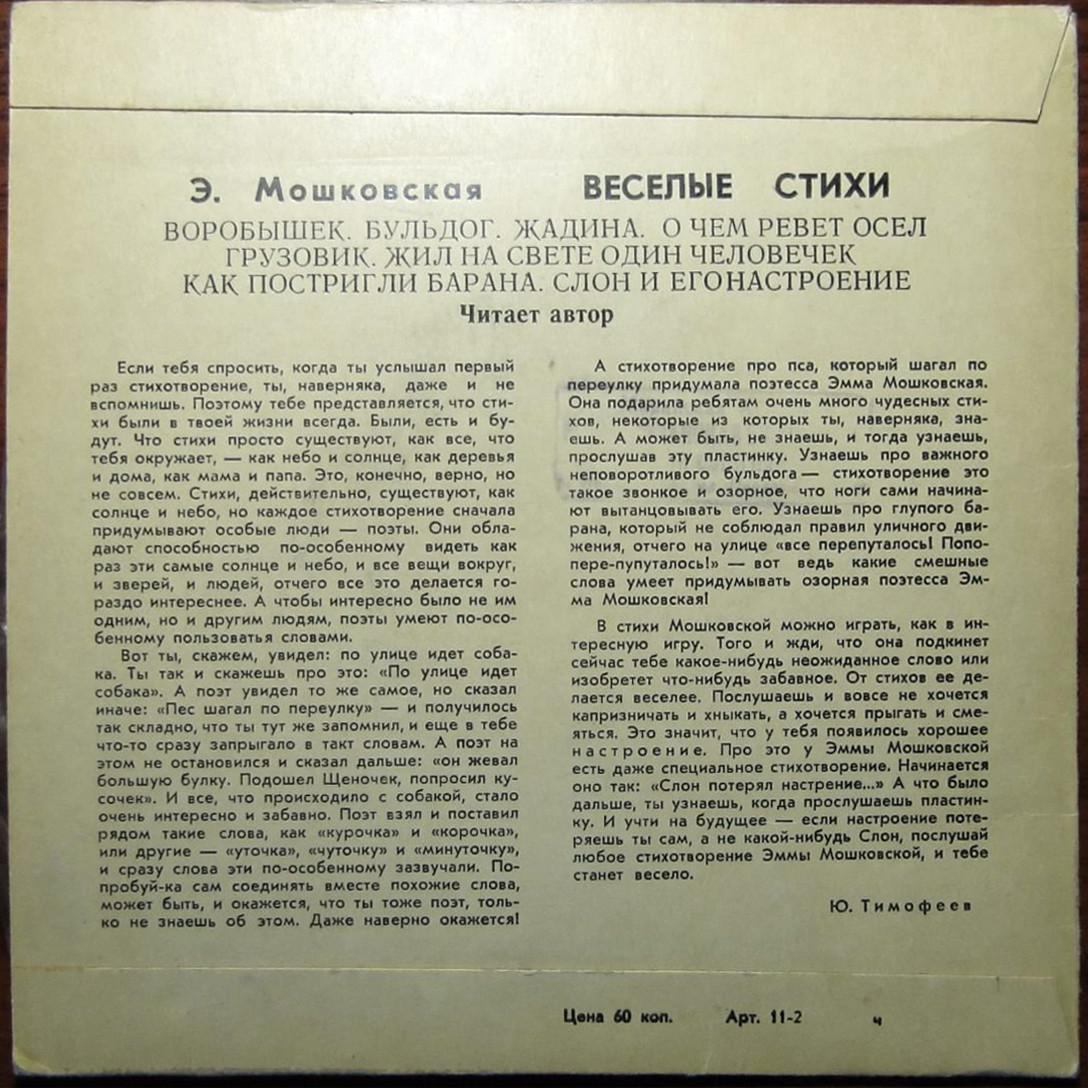 Э. Мошковская ВЕСЕЛЫЕ СТИХИ
ВОРОБЫШЕК. БУЛЬДОГ. ЖАДИНА. О ЧЕМ РЕВЕТ ОСЕЛ
ГРУЗОВИК. ЖИЛ НА СВЕТЕ ОДИН ЧЕЛОВЕЧЕК
КАК ПОСТРИГЛИ БАРАНА. СЛОН И ЕГО НАСТРОЕНИЕ
Читает автор
Если тебя спросить, когда ты услышал первый
раз стихотворение, ты, наверняка, даже и не
вспомнишь. Поэтому тебе представляется, что сти-
хи были в твоей жизни всегда. Были, есть и бу-
дут. Что стихи просто существуют, как все, что
тебя окружает, — как небо и солнце, как деревья
и дома, как мама и папа. Это, конечно, верно, но
не совсем. Стихи, действительно, существуют, как
солнце и небо, но каждое стихотворение сначала
придумывают особые люди — поэты. Они обла-
дают способностью по-особенному видеть как
раз эти самые солнце и небо, и все вещи вокруг,
и зверей, и людей, отчего все это делается го-
раздо интереснее. А чтобы интересно было не им
одним, но и другим людям, поэты умеют по-осо-
бенному пользоваться словами.
Вот ты, скажем, увидел: по улице идет соба-
ка. Ты так и скажешь про это: «По улице идет
собака». А поэт увидел то же самое, но сказал
иначе: «Пес шагал по переулку» — и получилось
так складно, что ты тут же запомнил, и еще в тебе
что-то сразу запрыгало в такт словам. А поэт на
этом не остановился и сказал дальше: «он жевал
большую булку. Подошел Щеночек, попросил ку-
сочек». И все, что происходило с собакой, стало
очень интересно и забавно. Поэт взял и поставил
рядом такие слова, как «курочка» и «корочка»,
или другие — «уточка», «чуточку» и «минуточку»,
и сразу слова эти по-особенному зазвучали. По-
пробуй-ка сам соединять вместе похожие слова,
может быть, и окажется, что ты тоже поэт, толь-
ко не знаешь об этом. Даже наверно окажется!
А стихотворение про пса, который шагал по
переулку придумала поэтесса Эмма Мошковская.
Она подарила ребятам очень много чудесных сти-
хов, некоторые из которых ты, наверняка, зна-
ешь. А может быть, не знаешь, и тогда узнаешь,
прослушав эту пластинку. Узнаешь про важного
неповоротливого бульдога — стихотворение это
такое звонкое и озорное, что ноги сами начина-
ют вытанцовывать его. Узнаешь про глупого ба-
рана, который не соблюдал правил уличного дви-
жения, отчего на улице «все перепуталось! Попо-
пере-пупуталось!» — вот ведь какие смешные
слова умеет придумывать озорная поэтесса Эм-
ма Мошковская!
В стихи Мошковской можно играть, как в ин-
тересную игру. Того и жди, что она подкинет
сейчас тебе какое-нибудь неожиданное слово или
изобретет что-нибудь забавное. От стихов ее де-
лается веселее. Послушаешь и вовсе не хочется
капризничать и хныкать, а хочется прыгать и сме-
яться. Это значит, что у тебя появилось хорошее
настроение. Про это у Эммы Мошковской
есть даже специальное стихотворение. Начинается
оно так: «Слон потерял настрение...» А что было
дальше, ты узнаешь, когда прослушаешь пластин-
ку. И учти на будущее — если настроение поте-
ряешь ты сам, а не какой-нибудь Слон, послушай
любое стихотворение Эммы Мошковской, и тебе
станет весело.
Ю. Тимофеев
Цена 60 коп. Арт. 11-2 ч